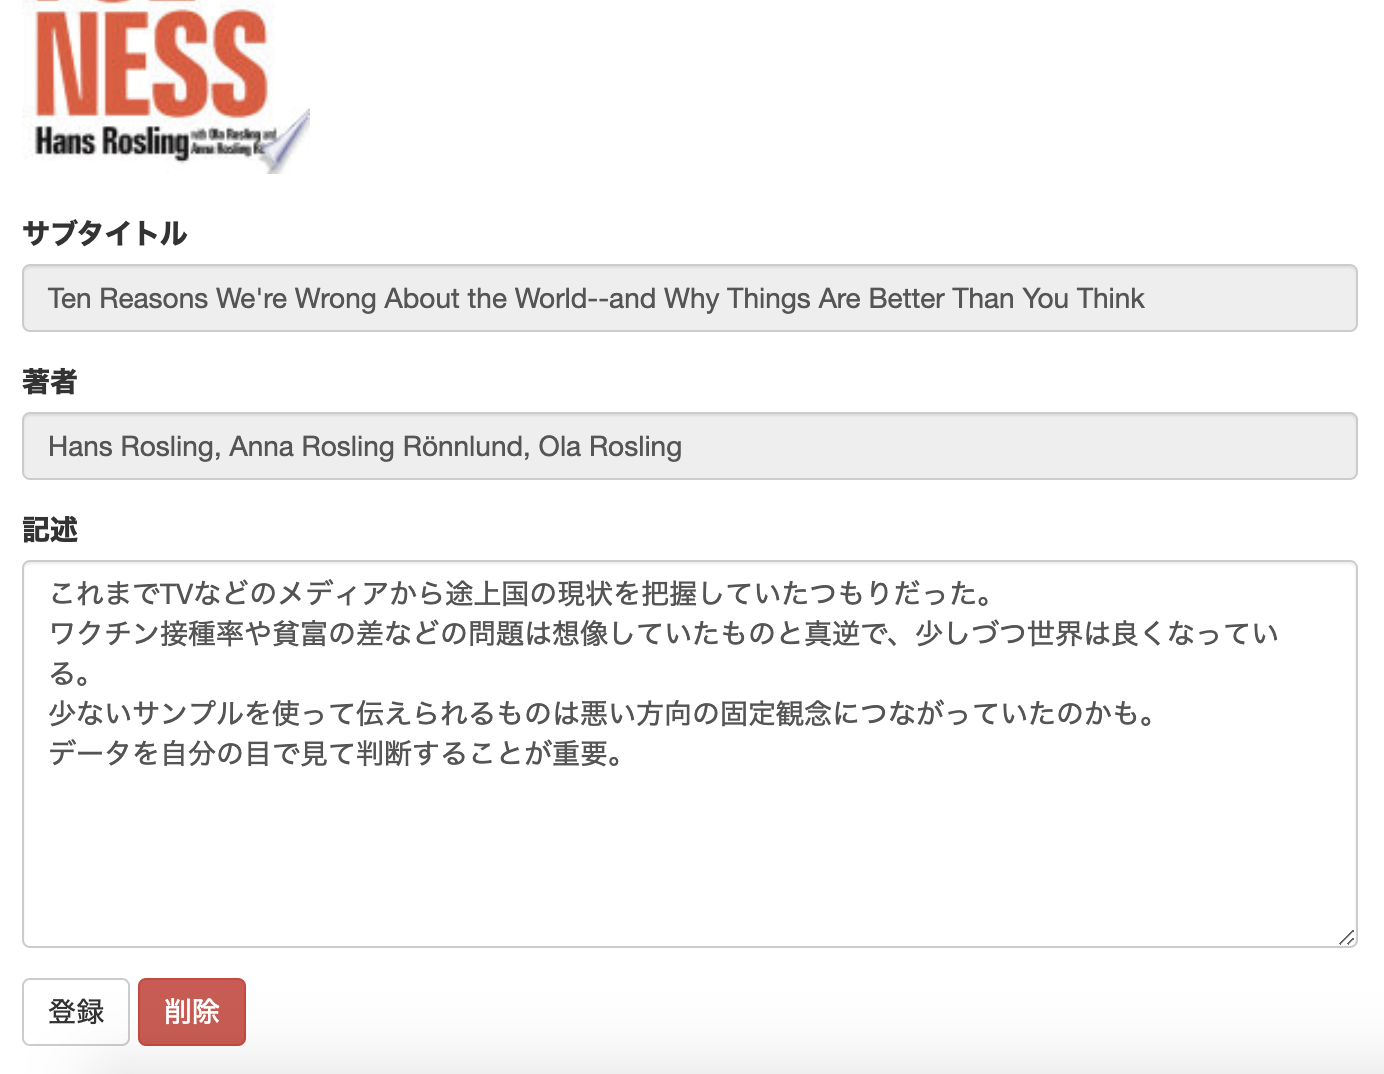 NESS
Hans Rosling with Ola Rosling and
Anna Rosling
サブタイトル
Ten Reasons We're Wrong About the World--and Why Things Are Better Than You Think
著者
Hans Rosling, Anna Rosling Rönnlund, Ola Rosling
記述
これまでTVなどのメディアから途上国の現状を把握していたつもりだった。
ワクチン接種率や貧富の差などの問題は想像していたものと真逆で、少しづつ世界は良くなってい
る。
少ないサンプルを使って伝えられるものは悪い方向の固定観念につながっていたのかも。
データを自分の目で見て判断することが重要。
登録
削除